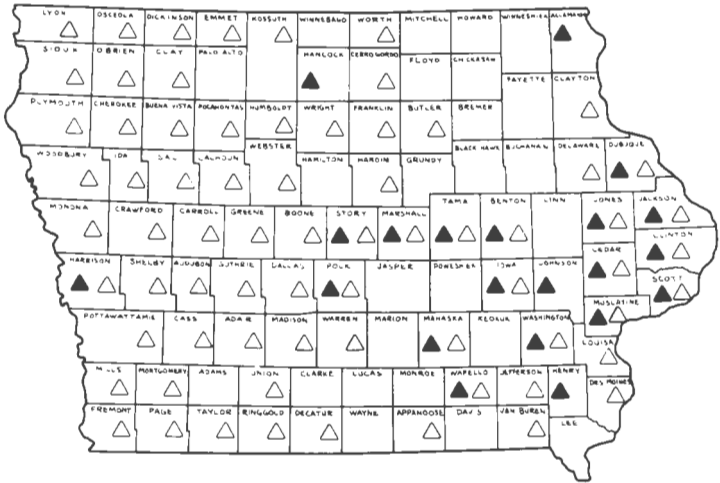 LYON OSCEOLA DICKINSON EMMET KOSSUTH WINNEBAGO WORTH MITCHELL HOWARD WINNESHIEK ALLAMAKEE
SIOUX O'BRIEN CLAY PALO ALTO HANCOCK CERRO GORDO FLOYD CHICKASAW
FAYETTE CLAYTON
PLYMOUTH CHEROKEE BUENA VISTA POCAHONTAS HUMBOLDT WRIGHT FRANKLIN BUTLER BREMER
WOODBURY IDA SAC CALHOUN WEBSTER HAMILTON HARDIN GRUNDY BLACK HAWK BUCHANAN DELAWARE DUBUQUE
MONONA CRAWFORD CARROLL GREENE BOONE STORY MARSHALL TAMA BENTON LINN JONES JACKSON
CLINTON
HARRISON SHELBY AUDUBON GUTHRIE DALLAS POLK JASPER POWESHIEK IOWA JOHNSON CEDAR
SCOTT
MUSCATINE
POTTAWATTAMIE CASS ADAIR MADISON WARREN MARION MAHASKA KEOKUK WASHINGTON
LOUISA
MILLS MONTGOMERY ADAMS UNION CLARKE LUCAS MONROE WAPELLO JEFFERSON HENRY DES MOINES
FREMONT PAGE TAYLOR RINGGOLD DECATUR WAYNE APPANOOSE DAVIS VAN BUREN LEE